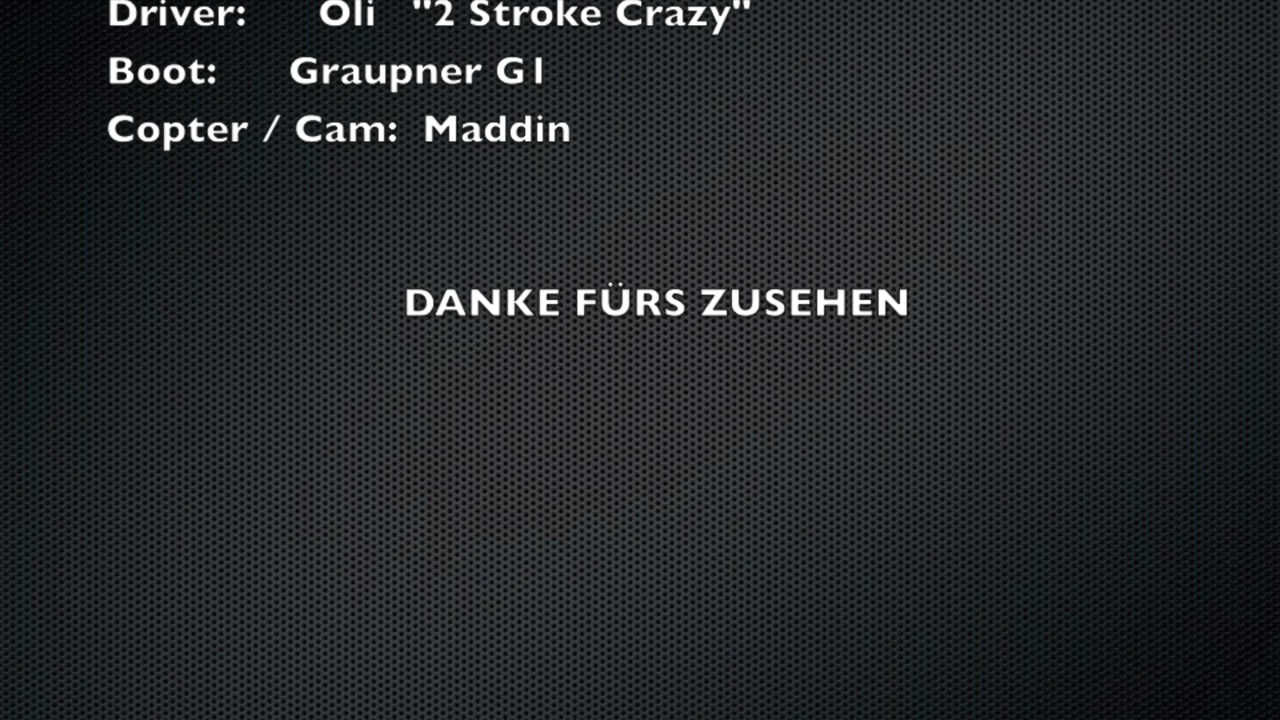 Driver: Oli "2 Stroke Crazy"
Boot: Graupner G1
Copter / Cam: Maddin
DANKE FÜRS ZUSEHEN